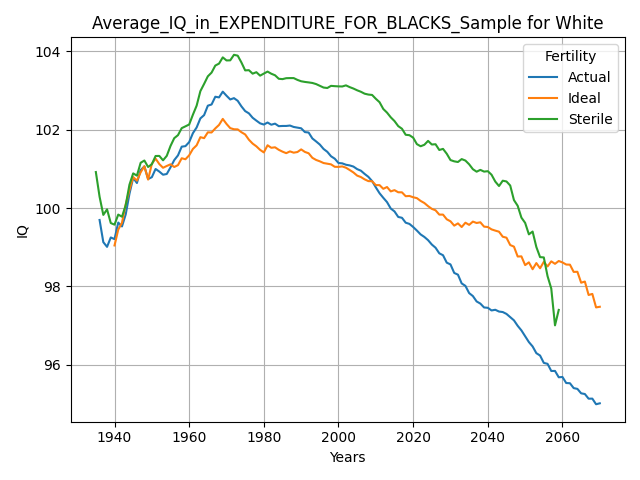 Average_IQ_in_EXPENDITURE_FOR_BLACKS_Sample for White
Fertility
Actual
Ideal
Sterile
IQ
104
102
100
98
96
1940
1960
1980
2000
2020
2040
2060
Years